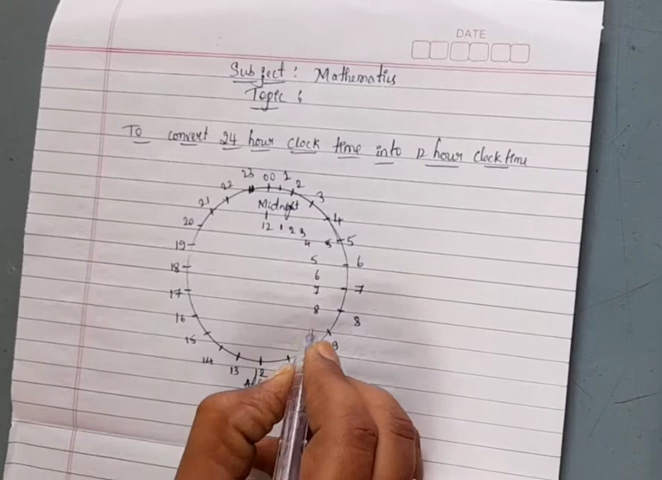 DATE
Subject : Mathematics
Topic :
To convert 24 hour clock time into 12 hour clock time
23 00 1
22 2
21 3
20 Midnight 4
12 1 2 3
19 4 5
5 6
18 6
17 7 7
16 8 8
15 9
14 13 12